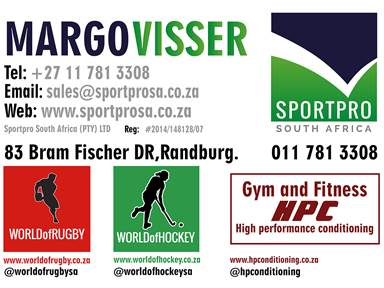 MARGOVISSER
Tel: +27 11 781 3308
Email: sales@sportprosa.co.za
Web: www.sportprosa.co.za
Sportpro South Africa (PTY) LTD Reg: #2014/148128/07
SPORTPRO
SOUTH AFRICA
83 Bram Fischer DR,Randburg. 011 781 3308
WORLDofRUGBY
www.worldofrugby.co.za
@worldofrugbysa
WORLDofHOCKEY
www.worldofhockey.co.za
@worldofhockeysa
Gym and Fitness
HPC
High performance conditioning
www.hpconditioning.co.za
@hpconditioning